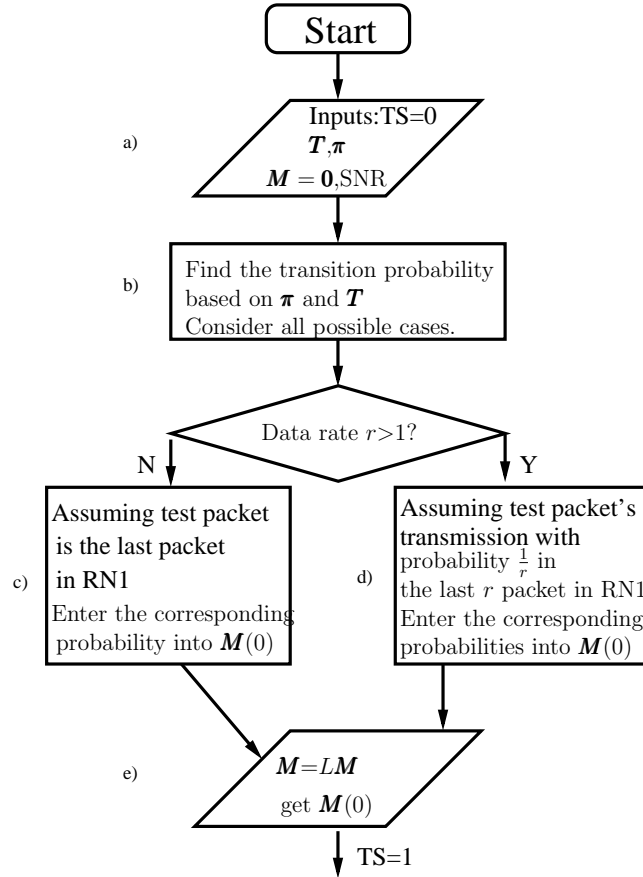 Start
a)
Inputs:TS=0
T,π
M = 0,SNR
b)
Find the transition probability
based on π and T
Consider all possible cases.
Data rate r>1?
N
Y
c)
Assuming test packet
is the last packet
in RN1
Enter the corresponding
probability into M(0)
d)
Assuming test packet's
transmission with
probability 1/r in
the last r packet in RN1
Enter the corresponding
probabilities into M(0)
e)
M=LM
get M(0)
TS=1